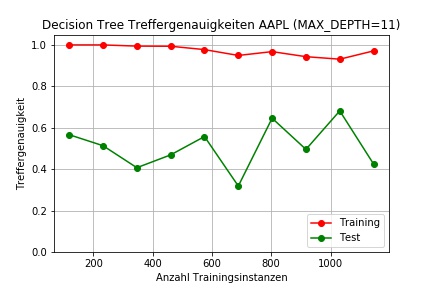 Decision Tree Treffergenauigkeiten AAPL (MAX_DEPTH=11)
1.0
0.8
0.6
0.4
0.2
0.0
Treffergenauigkeit
200 400 600 800 1000
Anzahl Trainingsinstanzen
Training
Test